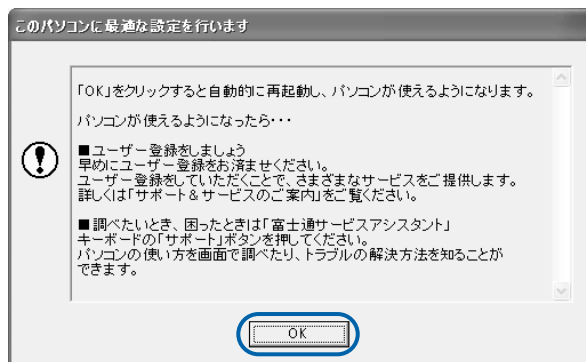 このパソコンに最適な設定を行います
「OK」をクリックすると自動的に再起動し、パソコンが使えるようになります。
パソコンが使えるようになったら・・・
■ユーザー登録をしましょう
早めにユーザー登録をお済ませください。
ユーザー登録をしていただくことで、さまざまなサービスをご提供します。
詳しくは「サポート＆サービスのご案内」をご覧ください。
■調べたいとき、困ったときは「富士通サービスアシスタント」
キーボードの「サポート」ボタンを押してください。
パソコンの使い方を画面で調べたり、トラブルの解決方法を知ることが
できます。
OK